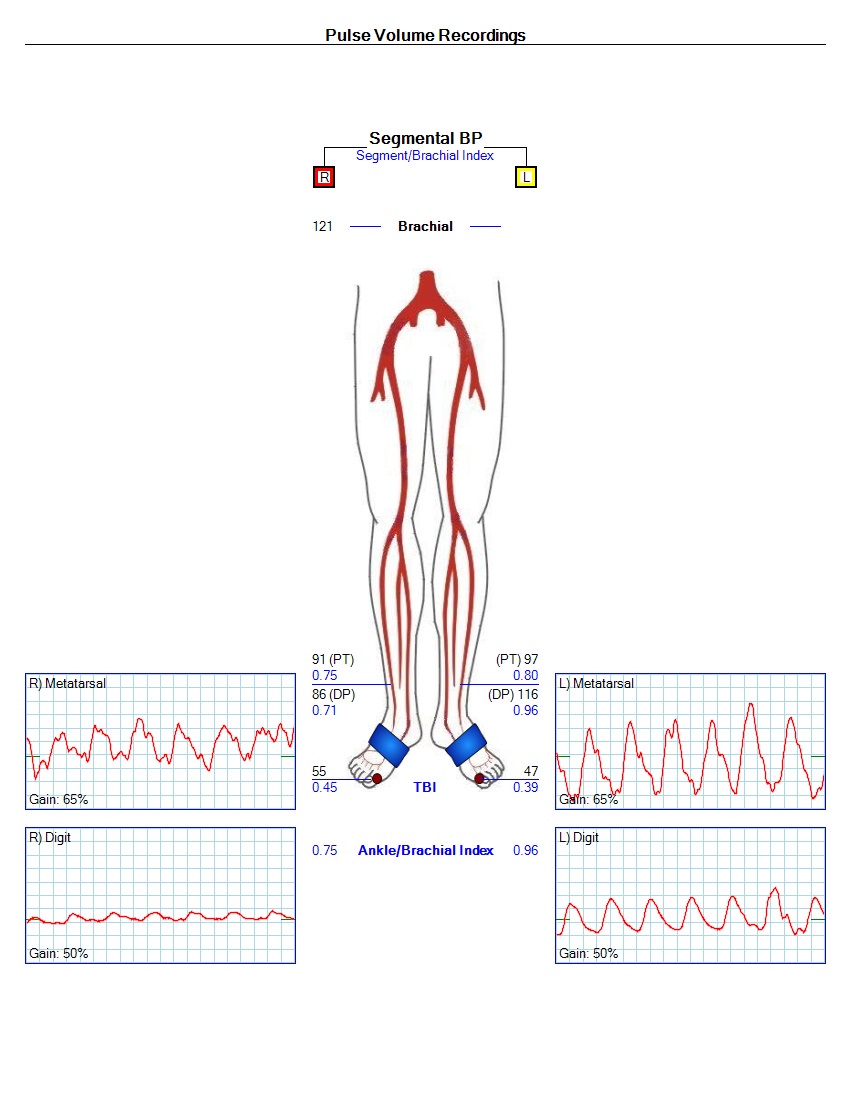 Pulse Volume Recordings
Segmental BP
Segment/Brachial Index
R L
121 Brachial
91 (PT) (PT) 97
0.75 0.80
86 (DP) (DP) 116
0.71 0.96
R) Metatarsal
Gain: 65%
L) Metatarsal
Gain: 65%
55 47
0.45 TBI 0.39
R) Digit
Gain: 50%
0.75 Ankle/Brachial Index 0.96
L) Digit
Gain: 50%